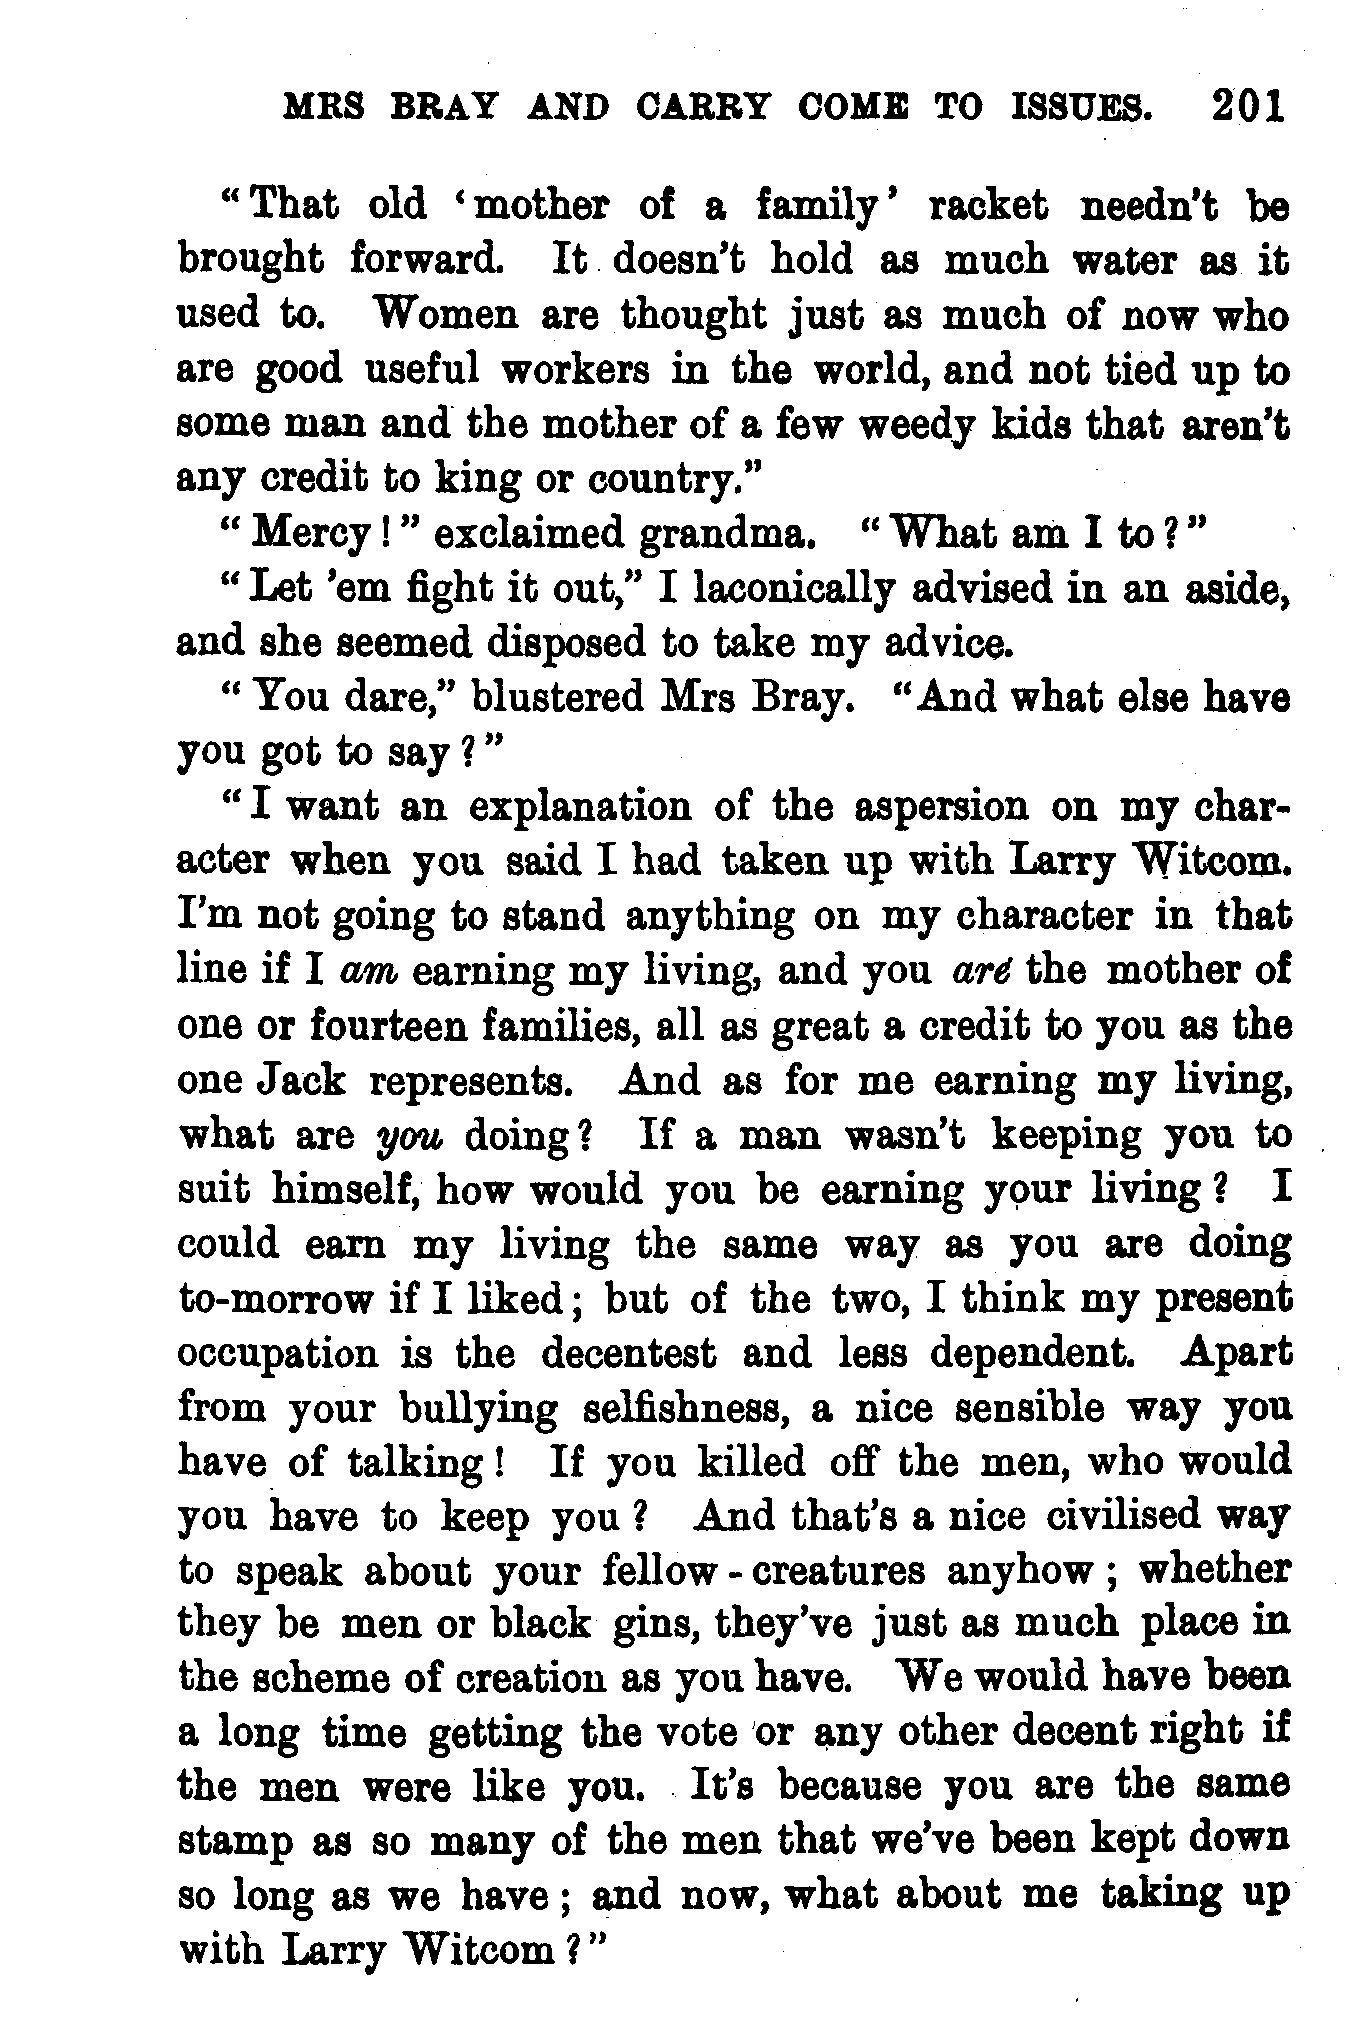 MRS BRAY AND CARRY COME TO ISSUES. 201
"That old 'mother of a family' racket needn't be
brought forward. It doesn't hold as much water as it
used to. Women are thought just as much of now who
are good useful workers in the world, and not tied up to
some man and the mother of a few weedy kids that aren't
any credit to king or country."
"Mercy!" exclaimed grandma. "What am I to?"
"Let 'em fight it out," I laconically advised in an aside,
and she seemed disposed to take my advice.
"You dare," blustered Mrs Bray. "And what else have
you got to say?"
"I want an explanation of the aspersion on my char-
acter when you said I had taken up with Larry Witcom.
I'm not going to stand anything on my character in that
line if I am earning my living, and you are the mother of
one or fourteen families, all as great a credit to you as the
one Jack represents. And as for me earning my living,
what are you doing? If a man wasn't keeping you to
suit himself, how would you be earning your living? I
could earn my living the same way as you are doing
to-morrow if I liked; but of the two, I think my present
occupation is the decentest and less dependent. Apart
from your bullying selfishness, a nice sensible way you
have of talking! If you killed off the men, who would
you have to keep you? And that's a nice civilised way
to speak about your fellow-creatures anyhow; whether
they be men or black gins, they've just as much place in
the scheme of creation as you have. We would have been
a long time getting the vote or any other decent right if
the men were like you. It's because you are the same
stamp as so many of the men that we've been kept down
so long as we have; and now, what about me taking up
with Larry Witcom?"